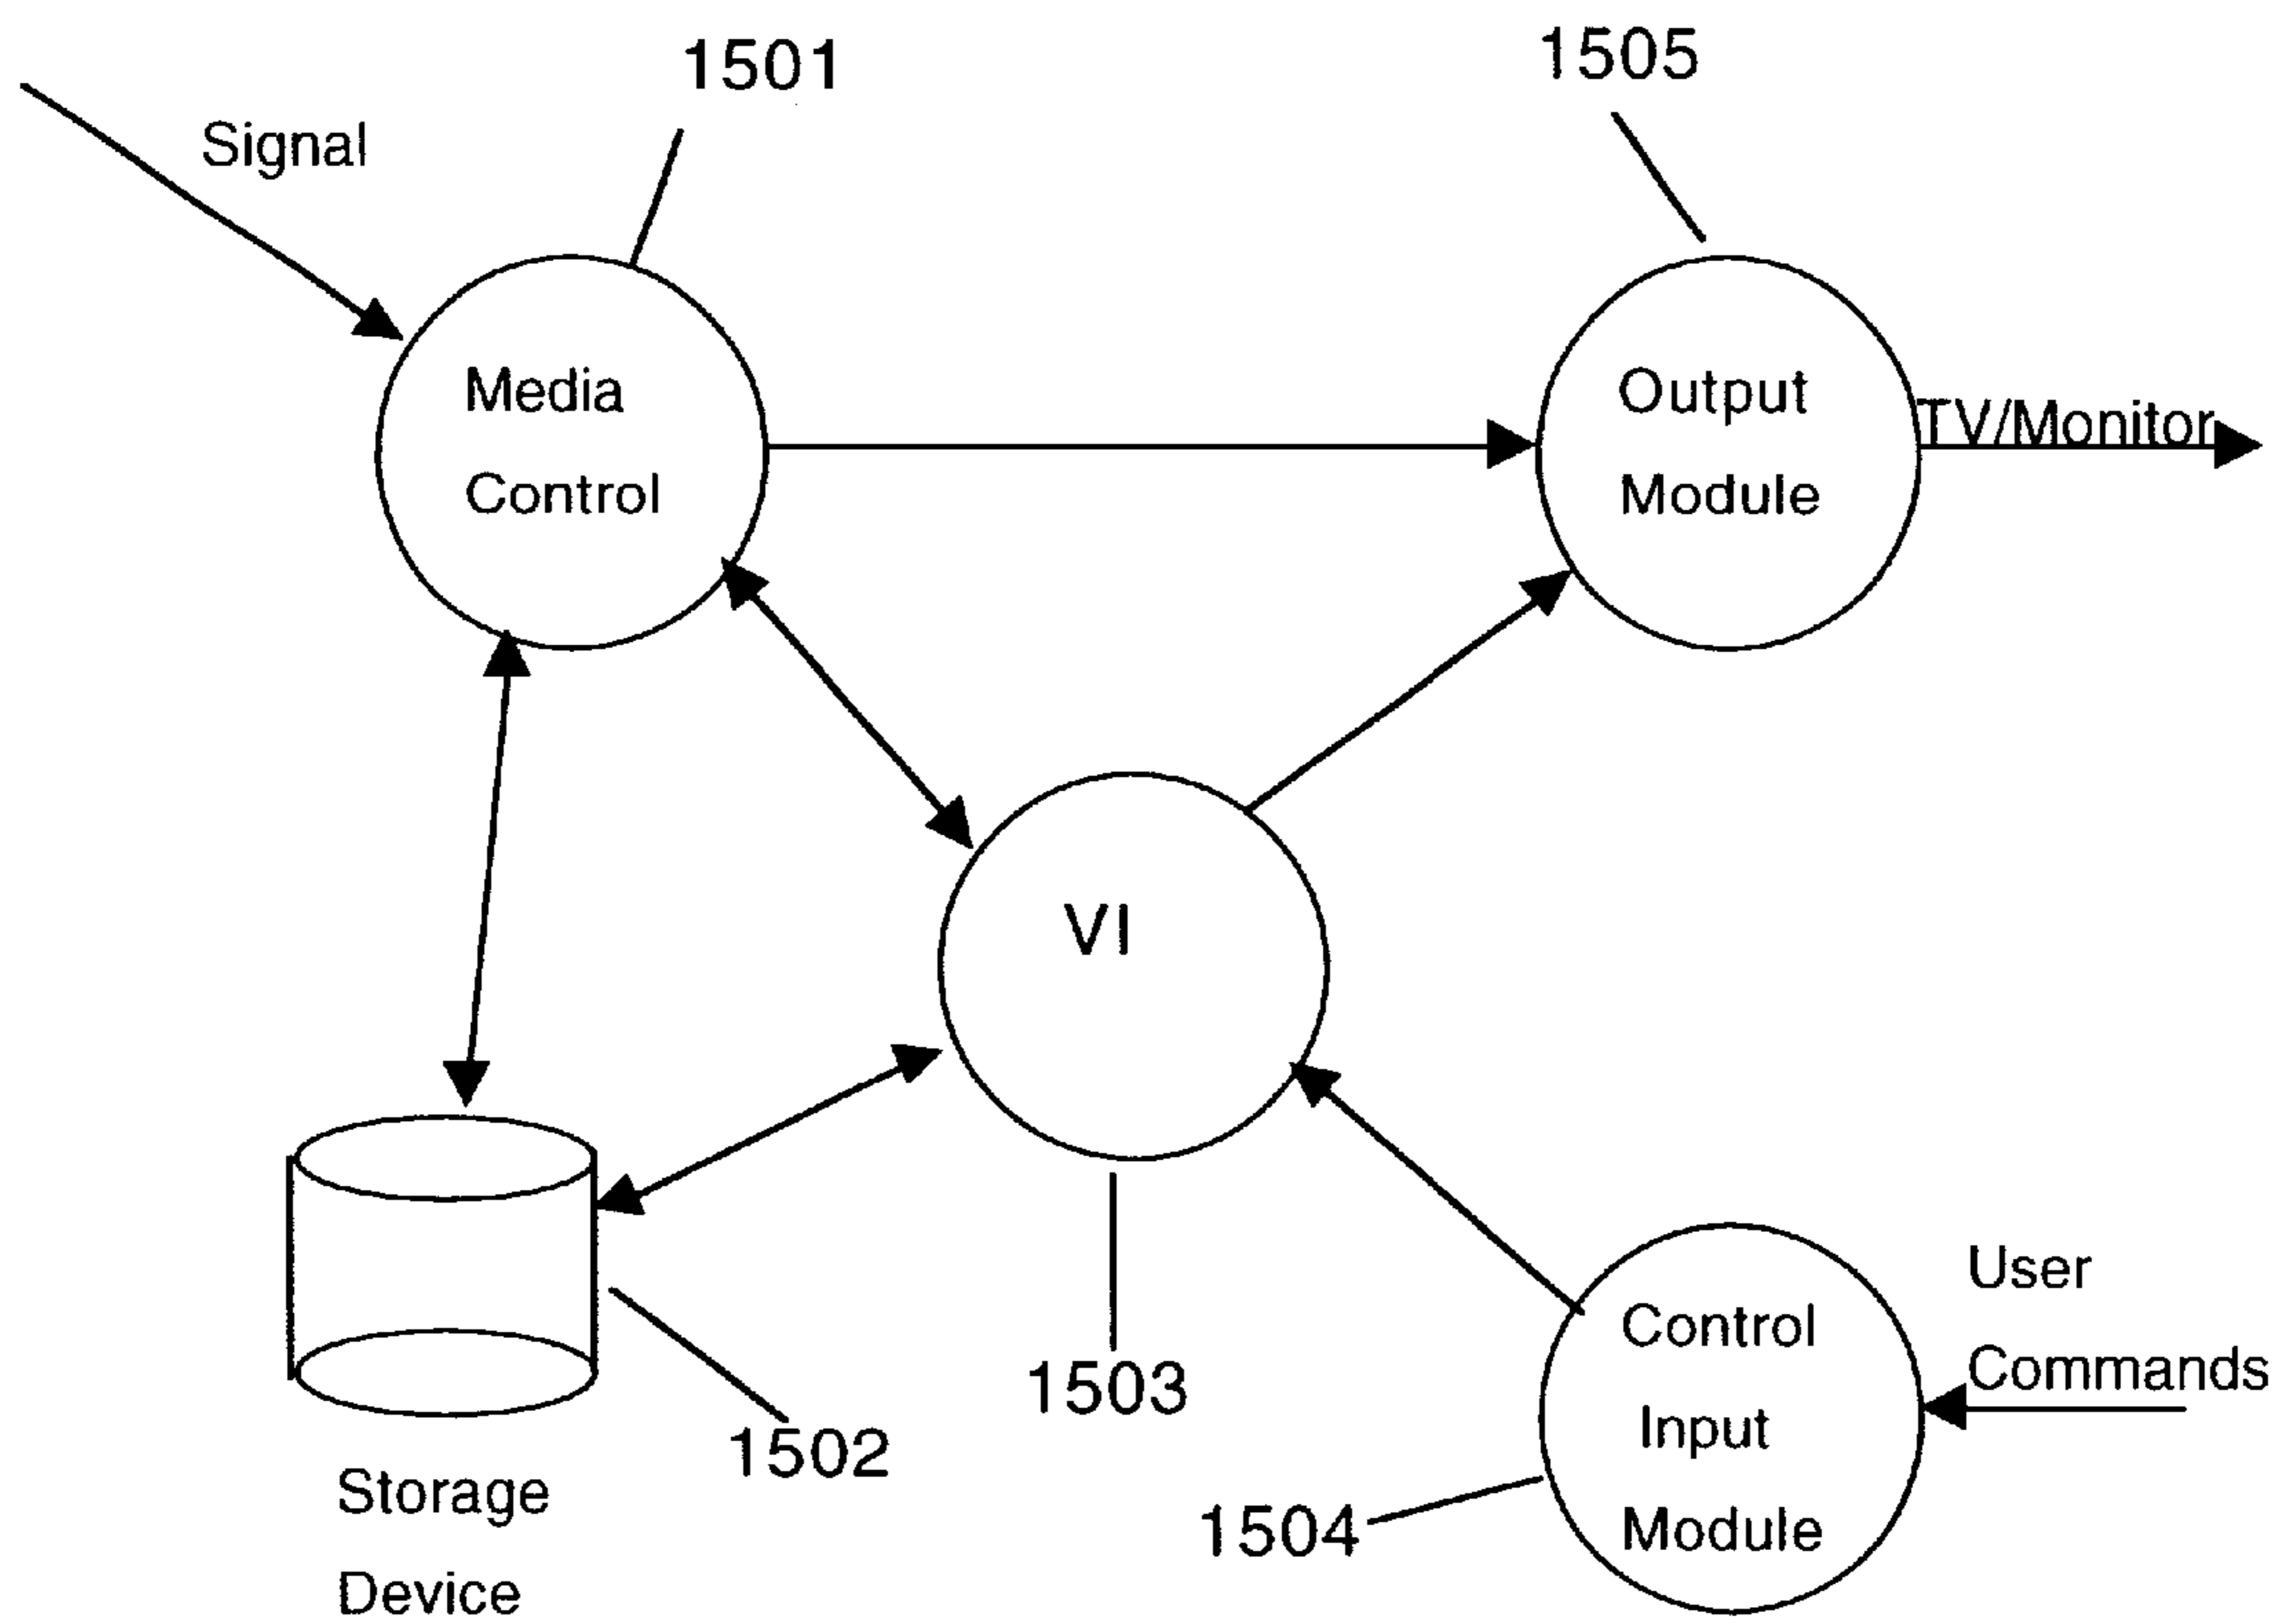 1501
1505
Signal
Media
Control
Output
Module
TV/Monitor
VI
User
Commands
Control
Input
Module
1503
1502
1504
Storage
Device